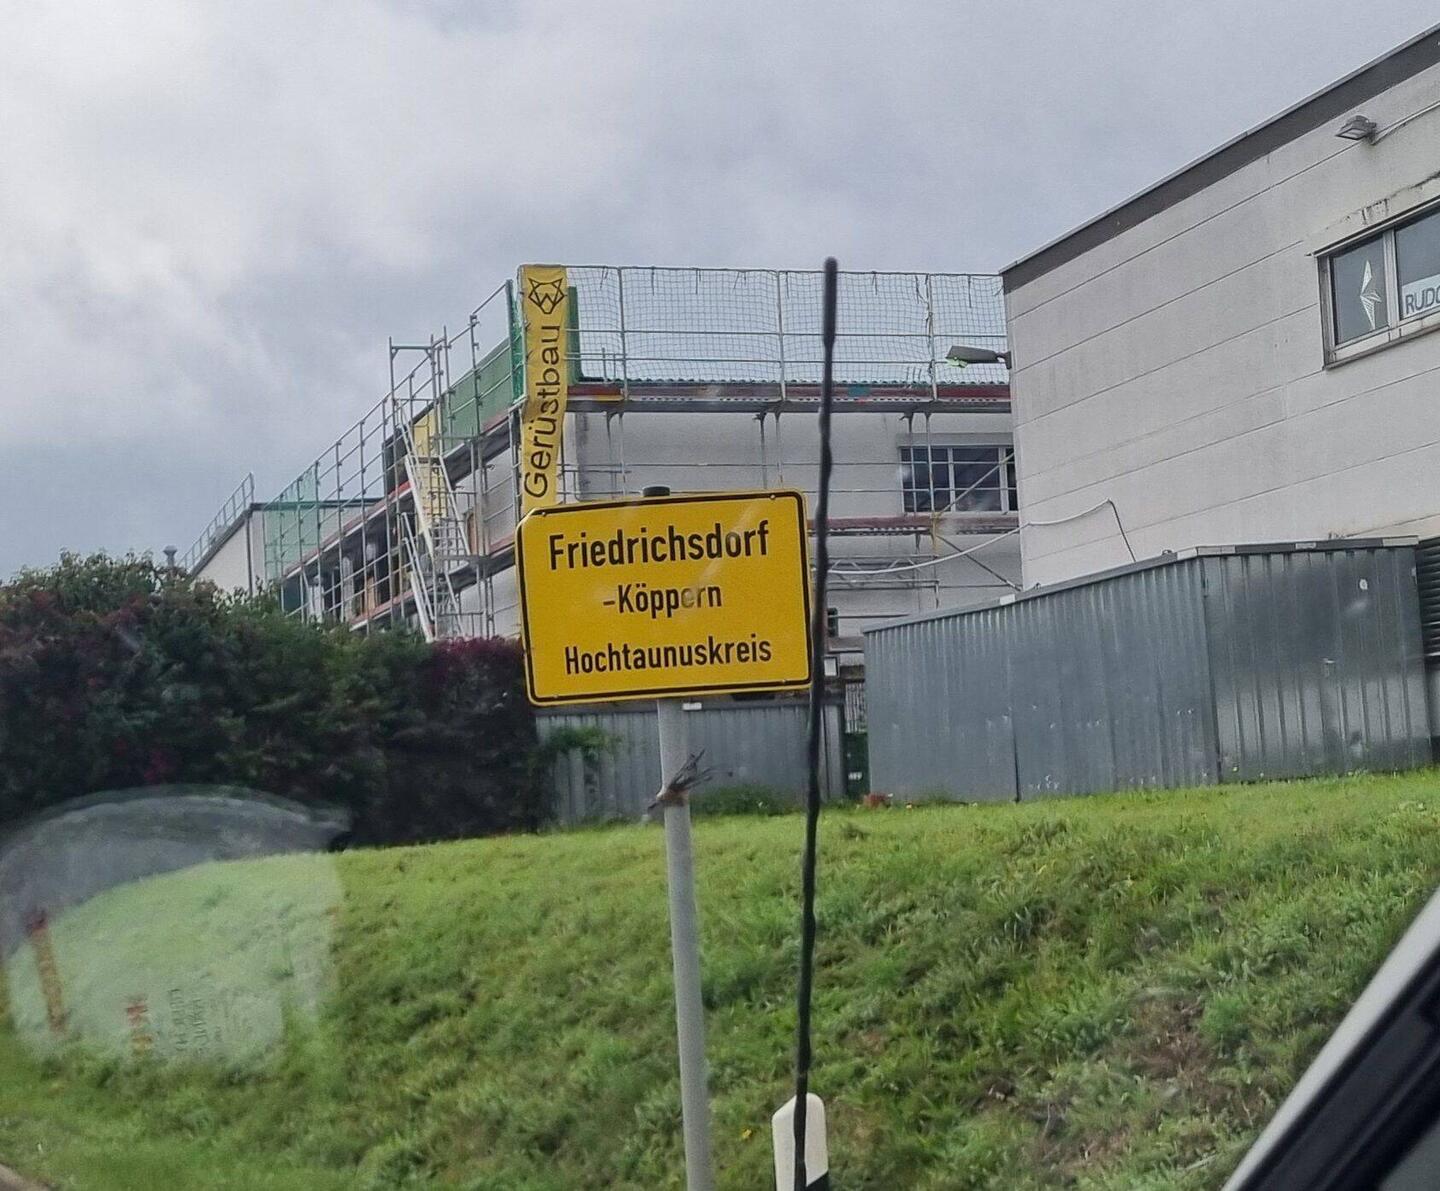 Gerüstbau
Friedrichsdorf
-Köppern
Hochtaunuskreis